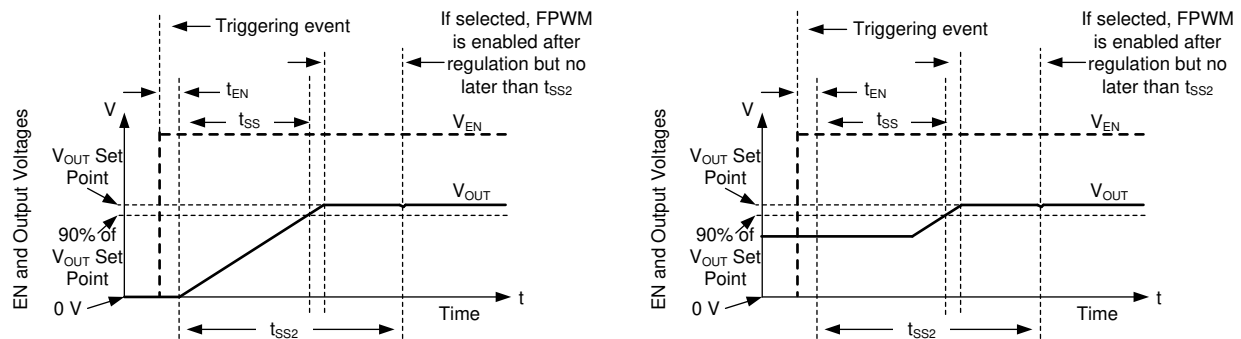 Triggering event
If selected, FPWM
is enabled after
regulation but no
later than tSS2
tEN
V
tSS
VEN
VOUT Set
Point
VOUT
90% of
VOUT Set
Point
0 V
t
Time
tSS2
EN and Output Voltages
Triggering event
If selected, FPWM
is enabled after
regulation but no
later than tSS2
tEN
V
tSS
VEN
VOUT Set
Point
VOUT
90% of
VOUT Set
Point
0 V
t
Time
tSS2
EN and Output Voltages